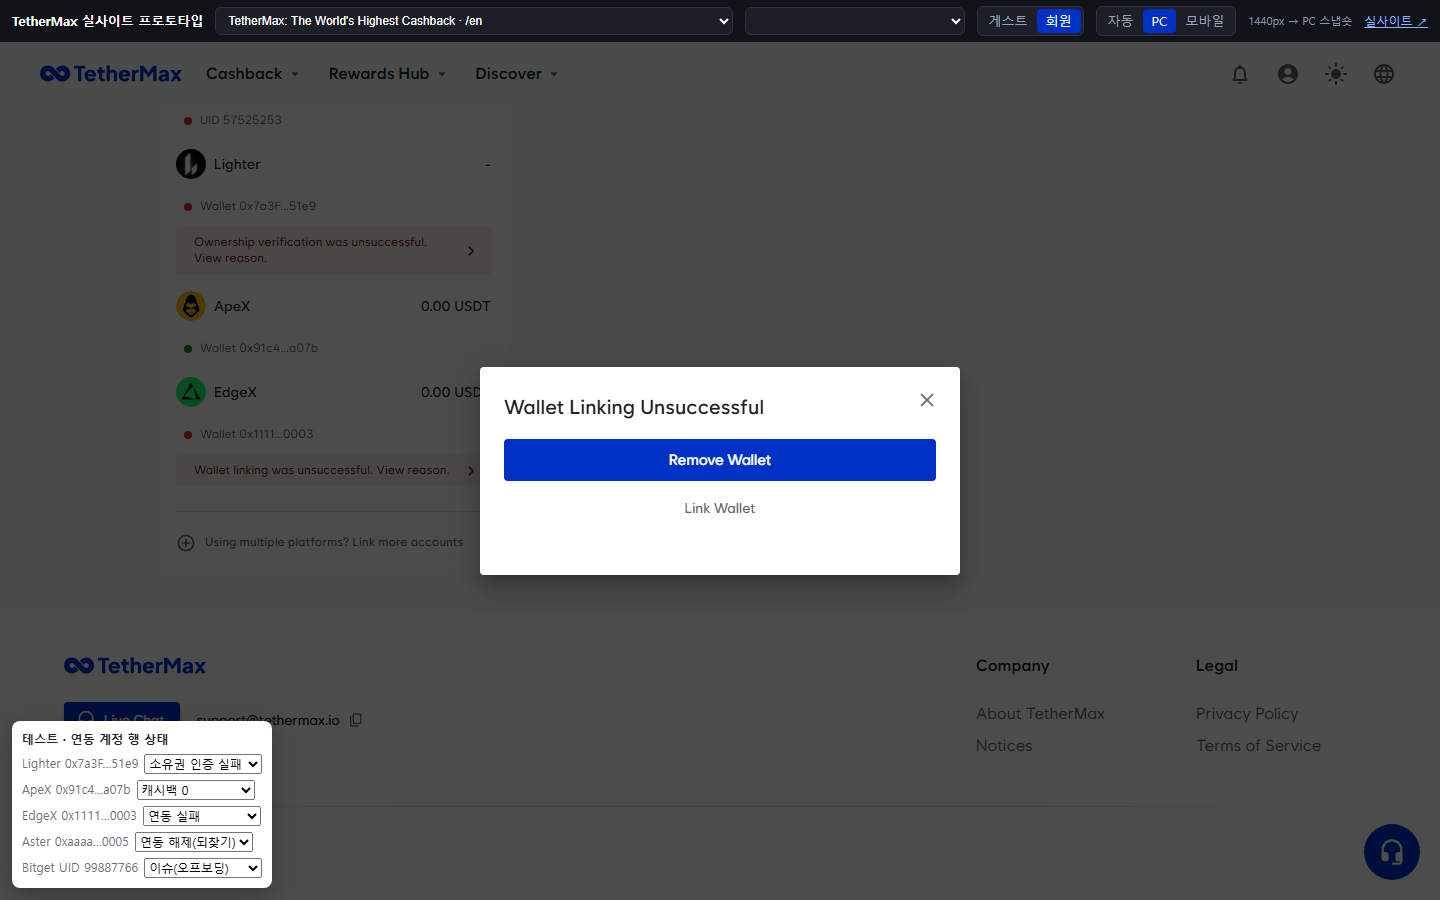 TetherMax 실사이트 프로토타입
TetherMax: The World's Highest Cashback · /en
게스트 회원
자동 PC 모바일
1440px → PC 스냅숏
실사이트 ↗
TetherMax
Cashback
Rewards Hub
Discover
UID 57525253
Lighter -
Wallet 0x7a3F...51e9
Ownership verification was unsuccessful.
View reason.
ApeX 0.00 USDT
Wallet 0x91c4...a07b
EdgeX 0.00 USD
Wallet 0x1111...0003
Wallet linking was unsuccessful. View reason.
Using multiple platforms? Link more accounts
Wallet Linking Unsuccessful
Remove Wallet
Link Wallet
TetherMax
Live Chat
support@tethermax.io
Company
About TetherMax
Notices
Legal
Privacy Policy
Terms of Service
테스트 · 연동 계정 행 상태
Lighter 0x7a3F...51e9 소유권 인증 실패
ApeX 0x91c4...a07b 캐시백 0
EdgeX 0x1111...0003 연동 실패
Aster 0xaaaa...0005 연동 해제(되찾기)
Bitget UID 99887766 이슈(오프보딩)